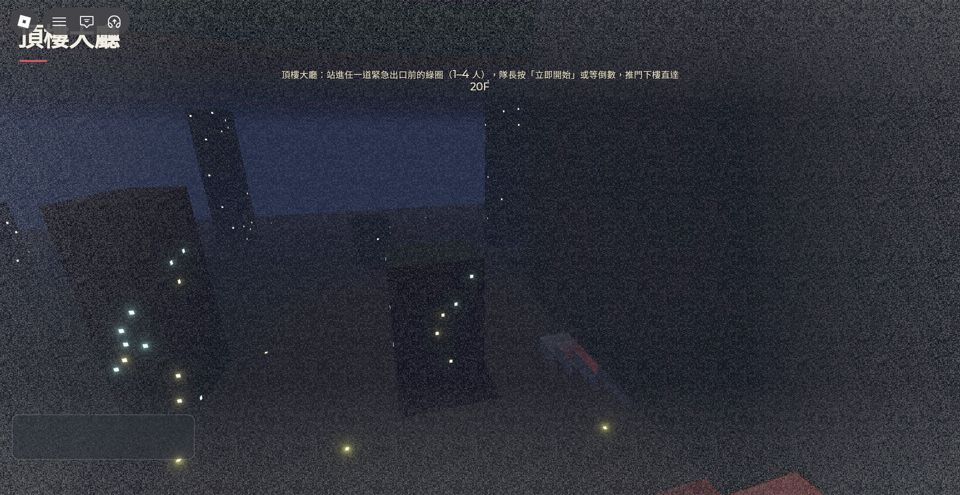 頂樓大廳
頂樓大廳：站進任一道緊急出口前的綠圈（1–4 人），隊長按「立即開始」或等倒數，推門下樓直達
20F